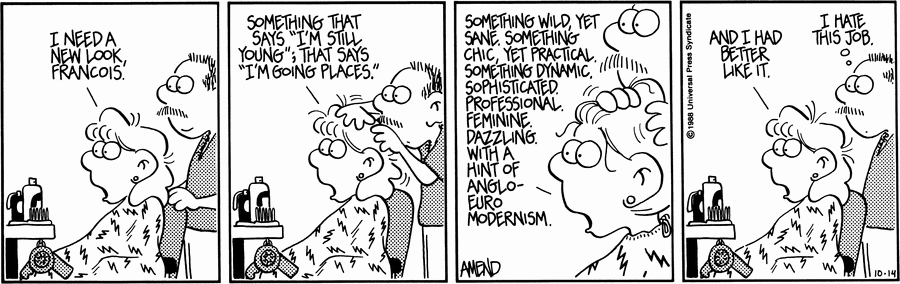 I NEED A
NEW LOOK,
FRANCOIS.
SOMETHING THAT
SAYS "I'M STILL
YOUNG"; THAT SAYS
"I'M GOING PLACES."
SOMETHING WILD, YET
SANE. SOMETHING
CHIC, YET PRACTICAL.
SOMETHING DYNAMIC,
SOPHISTICATED.
PROFESSIONAL.
FEMININE.
DAZZLING.
WITH A
HINT OF
ANGLO-
EURO
MODERNISM.
AMEND
© 1988 Universal Press Syndicate
AND I HAD
BETTER
LIKE IT.
I HATE
THIS JOB.
10-14